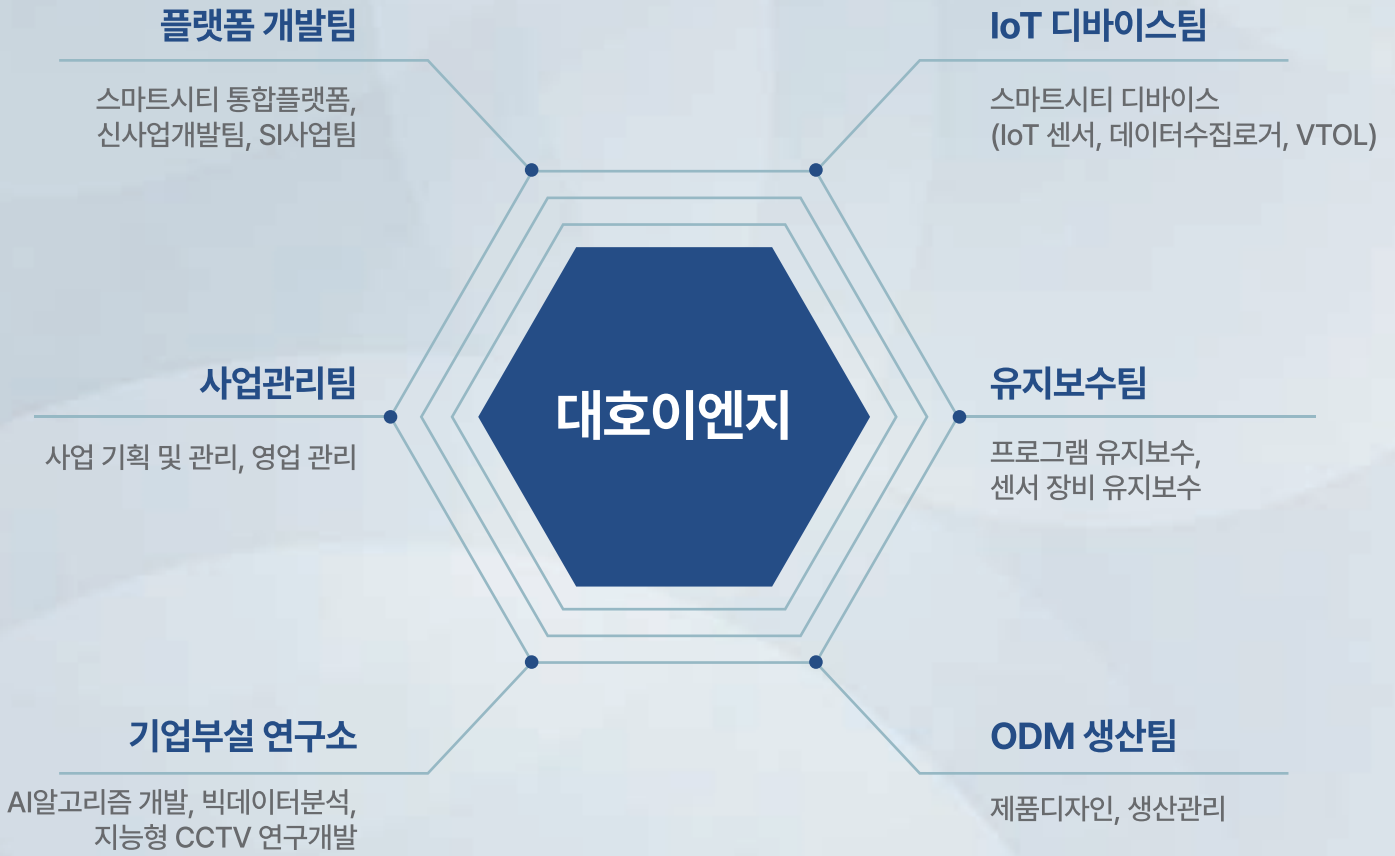 플랫폼 개발팀
스마트시티 통합플랫폼,
신사업개발팀, SI사업팀
IoT 디바이스팀
스마트시티 디바이스
(IoT 센서, 데이터수집로거, VTOL)
사업관리팀
사업 기획 및 관리, 영업 관리
대호이엔지
유지보수팀
프로그램 유지보수,
센서 장비 유지보수
기업부설 연구소
AI알고리즘 개발, 빅데이터분석,
지능형 CCTV 연구개발
ODM 생산팀
제품디자인, 생산관리